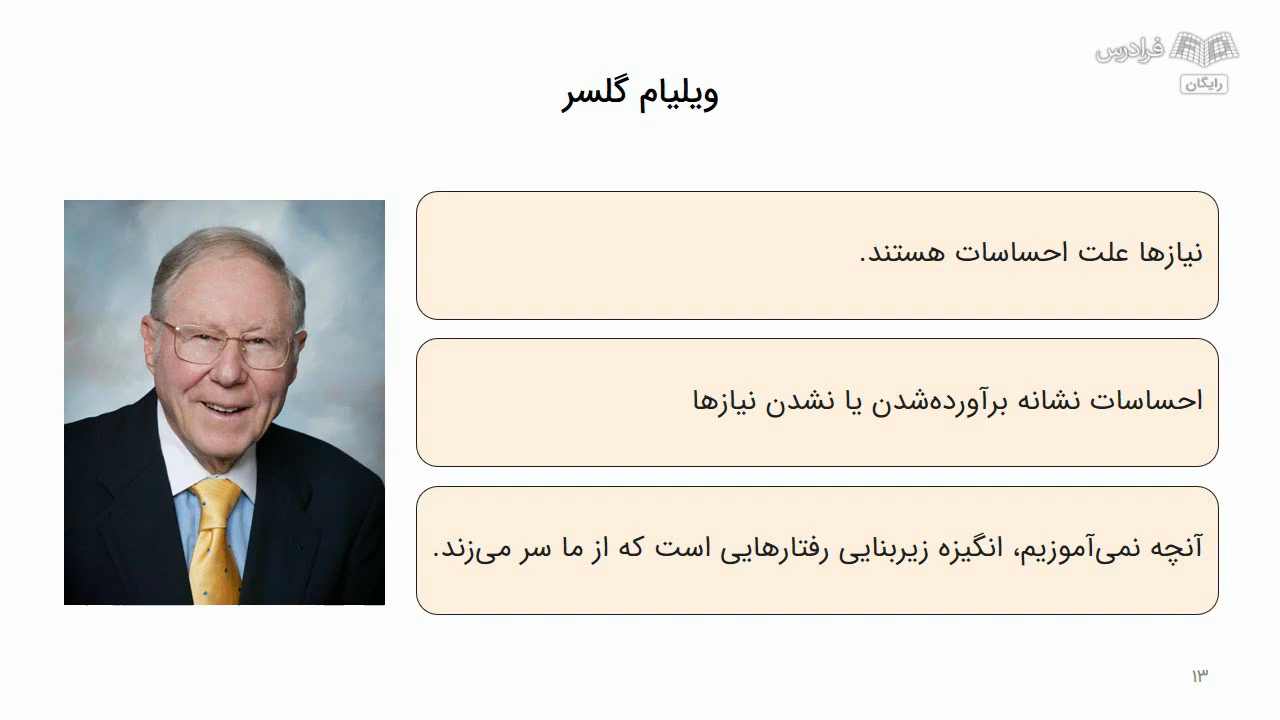 فرادرس
رایگان
ویلیام گلسر
نیازها علت احساسات هستند.
احساسات نشانه برآورده‌شدن یا نشدن نیازها
آنچه نمی‌آموزیم، انگیزه زیربنایی رفتارهایی است که از ما سر می‌زند.
۱۳